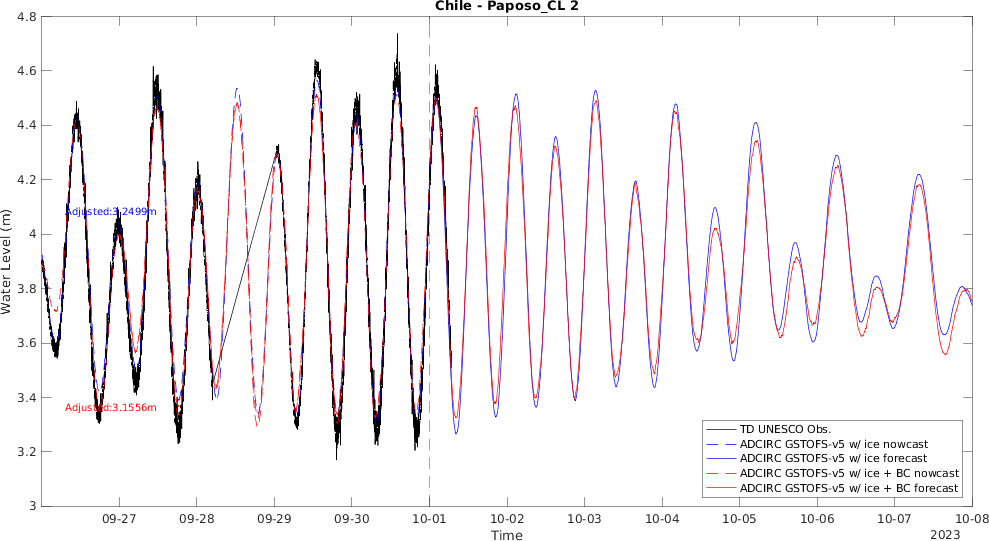 Chile - Paposo_CL 2
4.8
4.6
4.4
4.2
4
3.8
3.6
3.4
3.2
3
Water Level (m)
Adjusted:3.2499m
Adjusted:3.1556m
TD UNESCO Obs.
ADCIRC GSTOFS-v5 w/ ice nowcast
ADCIRC GSTOFS-v5 w/ ice forecast
ADCIRC GSTOFS-v5 w/ ice + BC nowcast
ADCIRC GSTOFS-v5 w/ ice + BC forecast
09-27 09-28 09-29 09-30 10-01 10-02 10-03 10-04 10-05 10-06 10-07 10-08
Time
2023